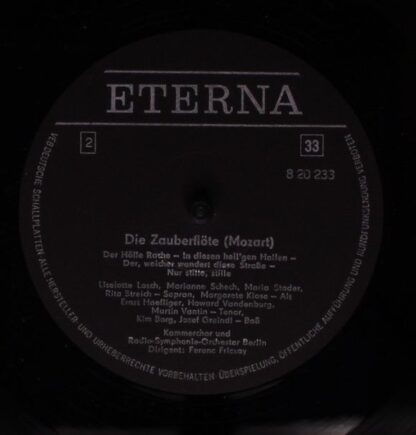 ETERNA
2
33
8 20 233
Die Zauberflöte (Mozart)
Der Hölle Rache – In diesen heil'gen Hallen –
Der, welcher wandert diese Straße –
Nur stille, stille
Liselotte Losch, Marianne Schech, Maria Stader,
Rita Streich – Sopran, Margarete Klose – Alt
Ernst Haefliger, Howard Vandenburg,
Martin Vantin – Tenor,
Kim Borg, Josef Greindl – Baß
Kammerchor und
Radio-Symphonie-Orchester Berlin
Dirigent: Ferenc Fricsay
VEB DEUTSCHE SCHALLPLATTEN ALLE HERSTELLER UND URHEBERRECHTE VORBEHALTEN ÜBERSPIELUNG, ÖFFENTLICHE AUFFÜHRUNG UND RUNDFUNKSENDUNG VERBOTEN